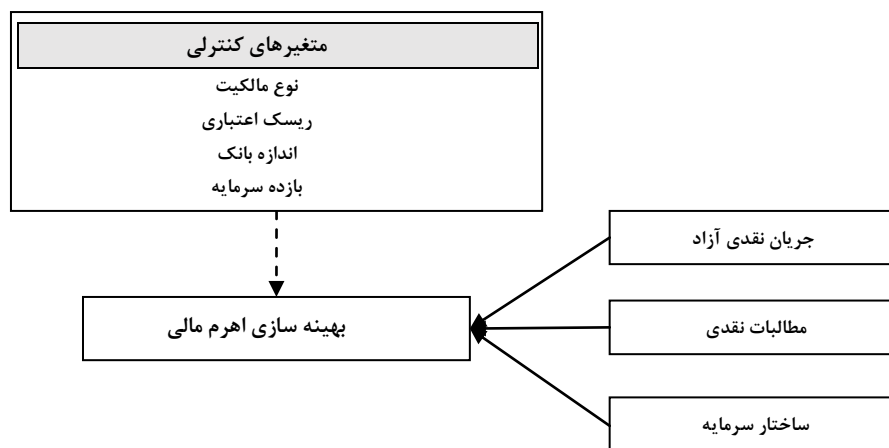 متغیرهای کنترلی
نوع مالکیت
ریسک اعتباری
اندازه بانک
بازده سرمایه
جریان نقدی آزاد
بهینه سازی اهرم مالی
مطالبات نقدی
ساختار سرمایه